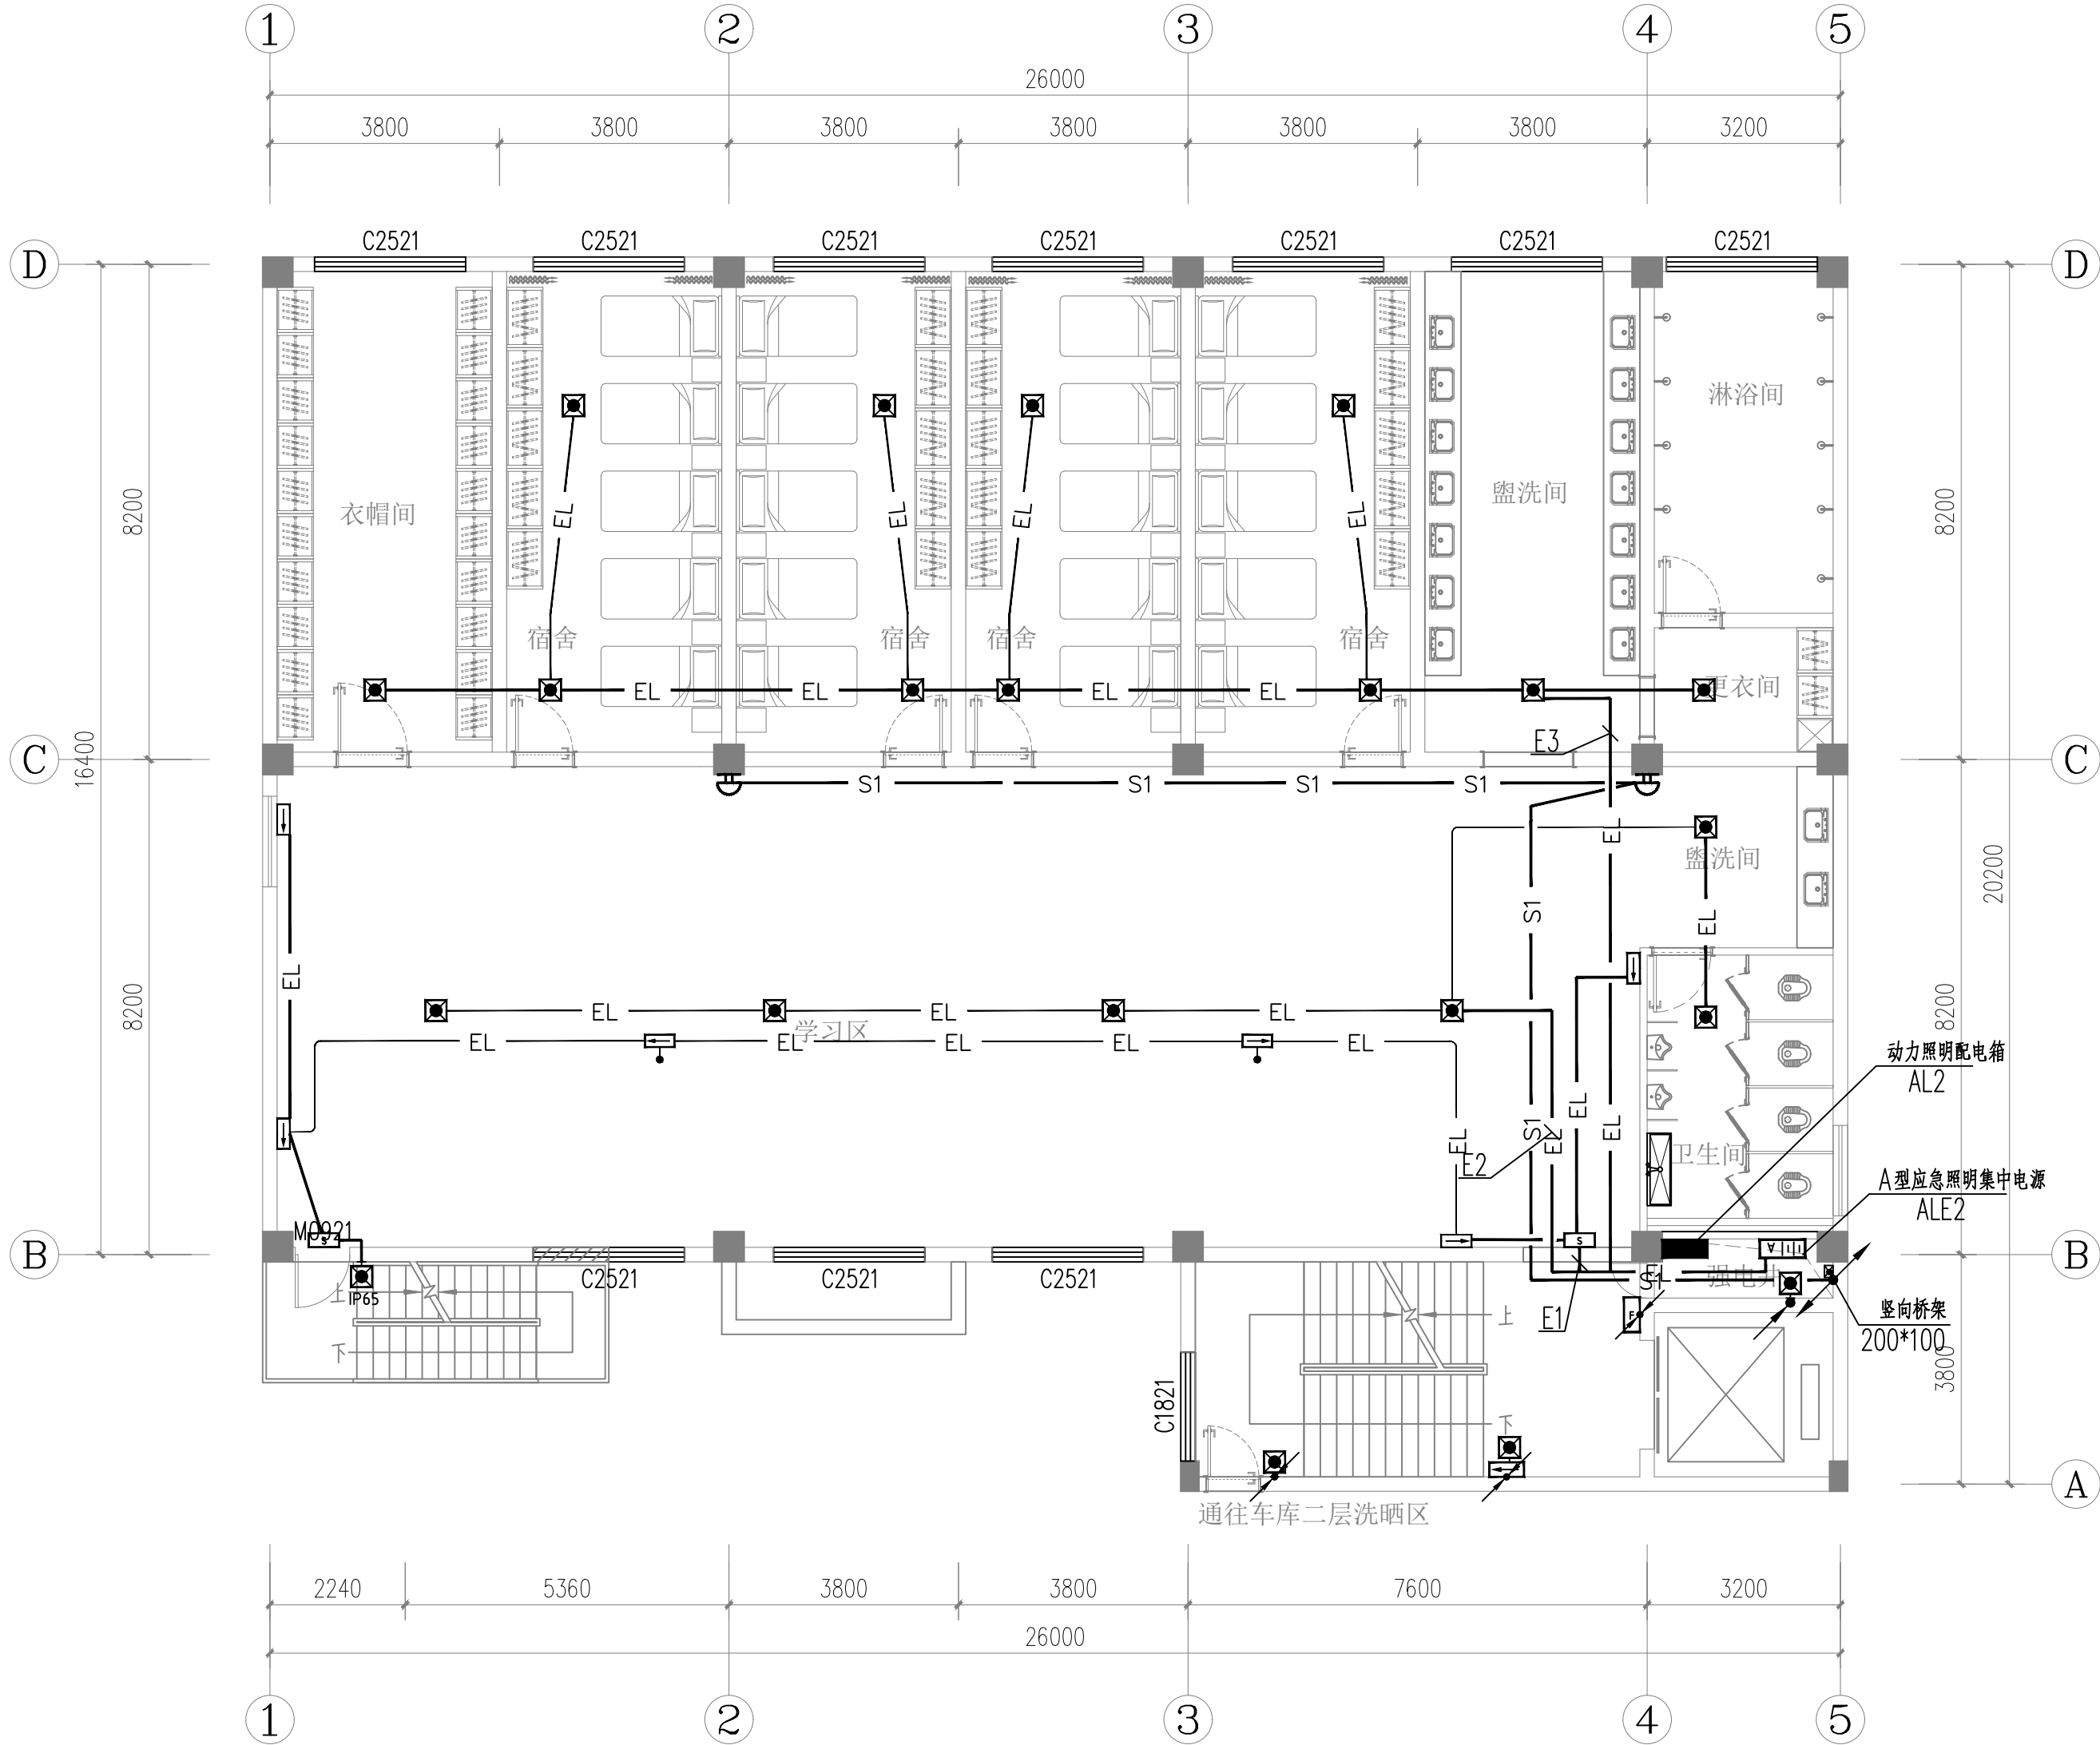 1 2 3 4 5
26000
3800 3800 3800 3800 3800 3800 3200
C2521 C2521 C2521 C2521 C2521 C2521 C2521
D D
淋浴间
盥洗间
衣帽间
8200 8200
EL EL EL EL
宿舍 宿舍 宿舍 宿舍
EL EL EL EL
更衣间
E3
C C
16400
S1 S1 S1 S1
EL
盥洗间
20200
S1 EL
EL
8200 8200
EL EL EL
学习区
EL EL EL EL EL
动力照明配电箱
AL2
EL
EL S1 EL EL
E2
卫生间
A型应急照明集中电源
ALE2
M0921
S S
B B
C2521 C2521 C2521
EL
S1
强电井
上
IP65
E1
F
上
竖向桥架
200*100
下
3800
C1821
下
A
通往车库二层洗晒区
2240 5360 3800 3800 7600 3200
26000
1 2 3 4 5